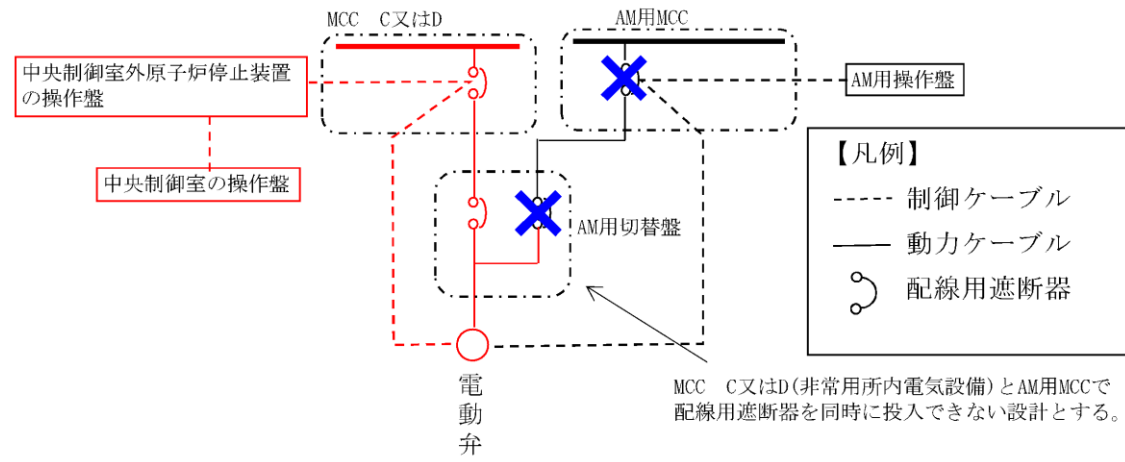 MCC C又はD
AM用MCC
中央制御室外原子炉停止装置
の操作盤
AM用操作盤
中央制御室の操作盤
【凡例】
制御ケーブル
動力ケーブル
配線用遮断器
AM用切替盤
電動弁
MCC C又はD(非常用所内電気設備)とAM用MCCで
配線用遮断器を同時に投入できない設計とする。